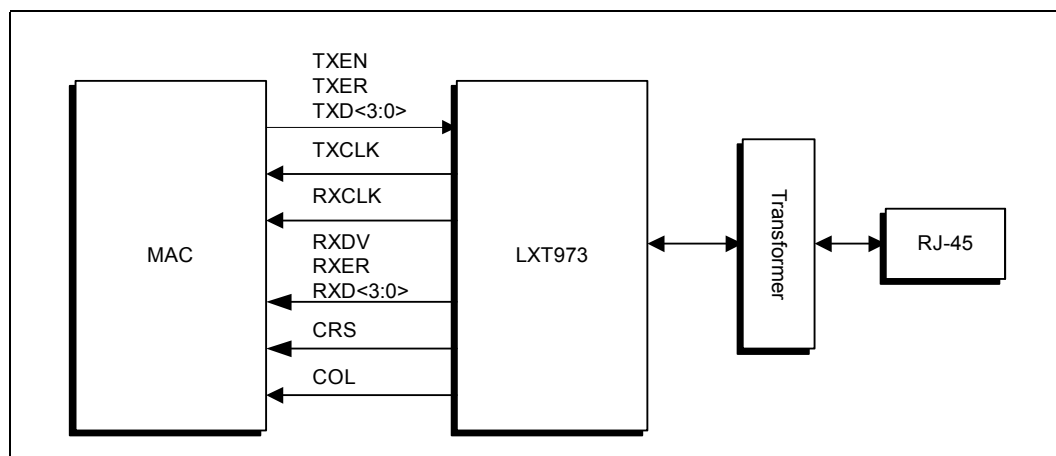 TXEN
TXER
TXD<3:0>
TXCLK
RXCLK
RXDV
RXER
RXD<3:0>
CRS
COL
MAC
LXT973
Transformer
RJ-45